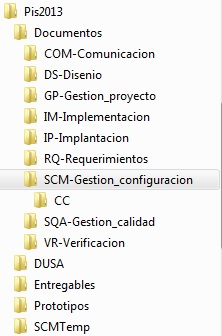 Pis2013
Documentos
COM-Comunicacion
DS-Disenio
GP-Gestion_proyecto
IM-Implementacion
IP-Implantacion
RQ-Requerimientos
SCM-Gestion_configuracion
CC
SQA-Gestion_calidad
VR-Verificacion
DUSA
Entregables
Prototipos
SCMTemp